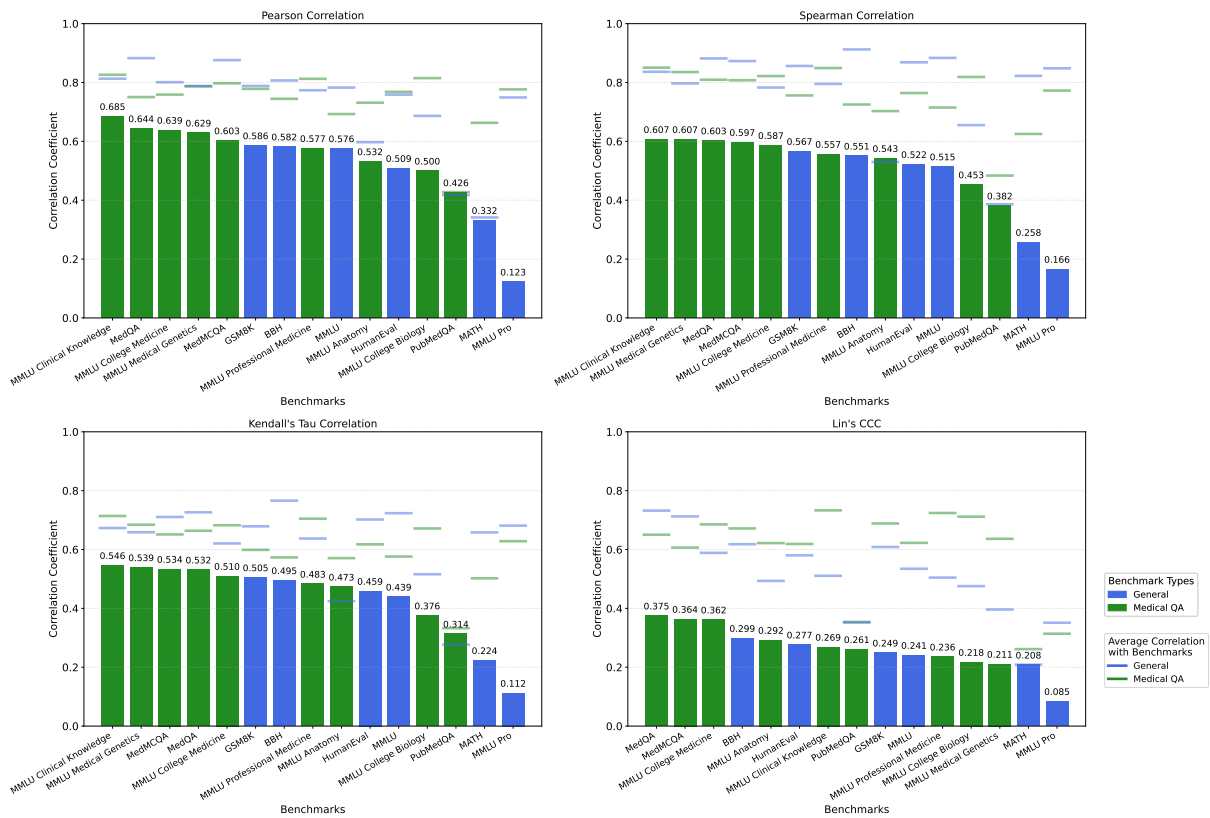 Pearson Correlation
Correlation Coefficient
1.0
0.8
0.6
0.4
0.2
0.0
0.685
0.644
0.639
0.629
0.603
0.586
0.582
0.577
0.576
0.532
0.509
0.500
0.426
0.332
0.123
MMLU Clinical Knowledge
MedQA
MMLU College Medicine
MMLU Medical Genetics
MedMCQA
GSM8K
BBH
MMLU Professional Medicine
MMLU
MMLU Anatomy
HumanEval
MMLU College Biology
PubMedQA
MATH
MMLU Pro
Benchmarks
Spearman Correlation
Correlation Coefficient
1.0
0.8
0.6
0.4
0.2
0.0
0.607
0.607
0.603
0.597
0.587
0.567
0.557
0.551
0.543
0.522
0.515
0.453
0.382
0.258
0.166
MMLU Clinical Knowledge
MMLU Medical Genetics
MedQA
MedMCQA
MMLU College Medicine
GSM8K
MMLU Professional Medicine
BBH
MMLU Anatomy
HumanEval
MMLU
MMLU College Biology
PubMedQA
MATH
MMLU Pro
Benchmarks
Kendall's Tau Correlation
Correlation Coefficient
1.0
0.8
0.6
0.4
0.2
0.0
0.546
0.539
0.534
0.532
0.510
0.505
0.495
0.483
0.473
0.459
0.439
0.376
0.314
0.224
0.112
MMLU Clinical Knowledge
MMLU Medical Genetics
MedMCQA
MedQA
MMLU College Medicine
GSM8K
BBH
MMLU Professional Medicine
MMLU Anatomy
HumanEval
MMLU
MMLU College Biology
PubMedQA
MATH
MMLU Pro
Benchmarks
Lin's CCC
Correlation Coefficient
1.0
0.8
0.6
0.4
0.2
0.0
0.375
0.364
0.362
0.299
0.292
0.277
0.269
0.261
0.249
0.241
0.236
0.218
0.211
0.208
0.085
MedQA
MedMCQA
MMLU College Medicine
BBH
MMLU Anatomy
HumanEval
MMLU Clinical Knowledge
PubMedQA
GSM8K
MMLU
MMLU Professional Medicine
MMLU College Biology
MMLU Medical Genetics
MATH
MMLU Pro
Benchmarks
Benchmark Types
General
Medical QA
Average Correlation
with Benchmarks
General
Medical QA